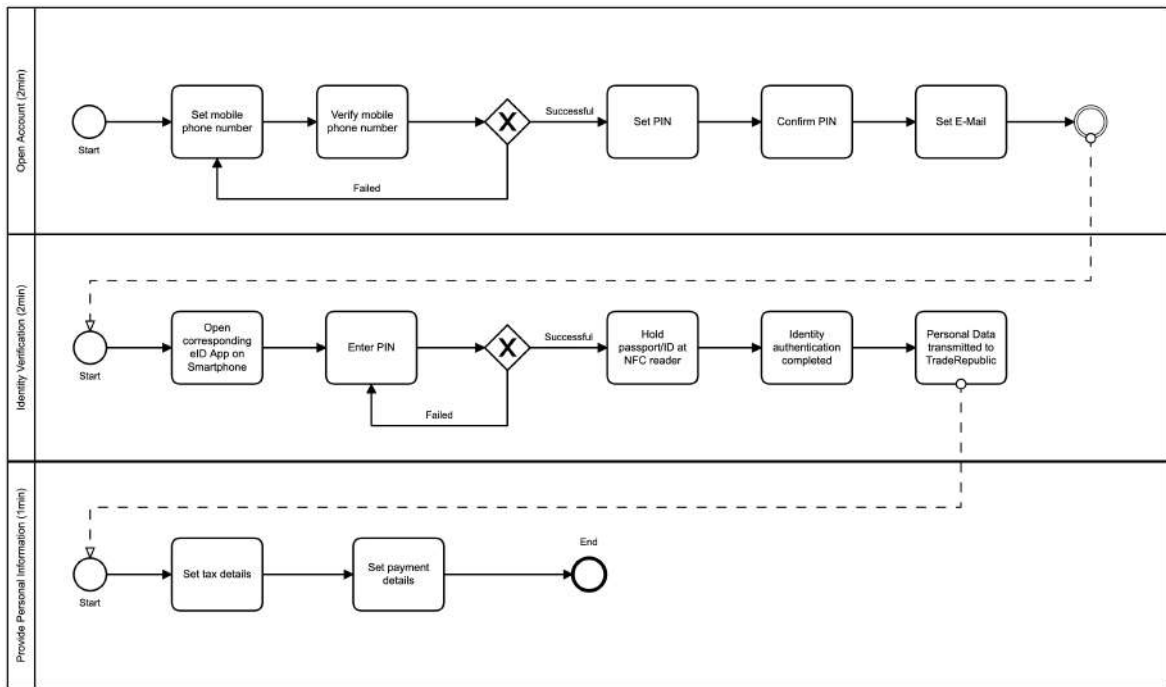 Open Account (2min)
Start
Set mobile
phone number
Verify mobile
phone number
X
Successful
Failed
Set PIN
Confirm PIN
Set E-Mail
Identity Verification (2min)
Start
Open
corresponding
eID App on
Smartphone
Enter PIN
X
Successful
Failed
Hold
passport/ID at
NFC reader
Identity
authentication
completed
Personal Data
transmitted to
TradeRepublic
Provide Personal Information (1min)
Start
Set tax details
Set payment
details
End